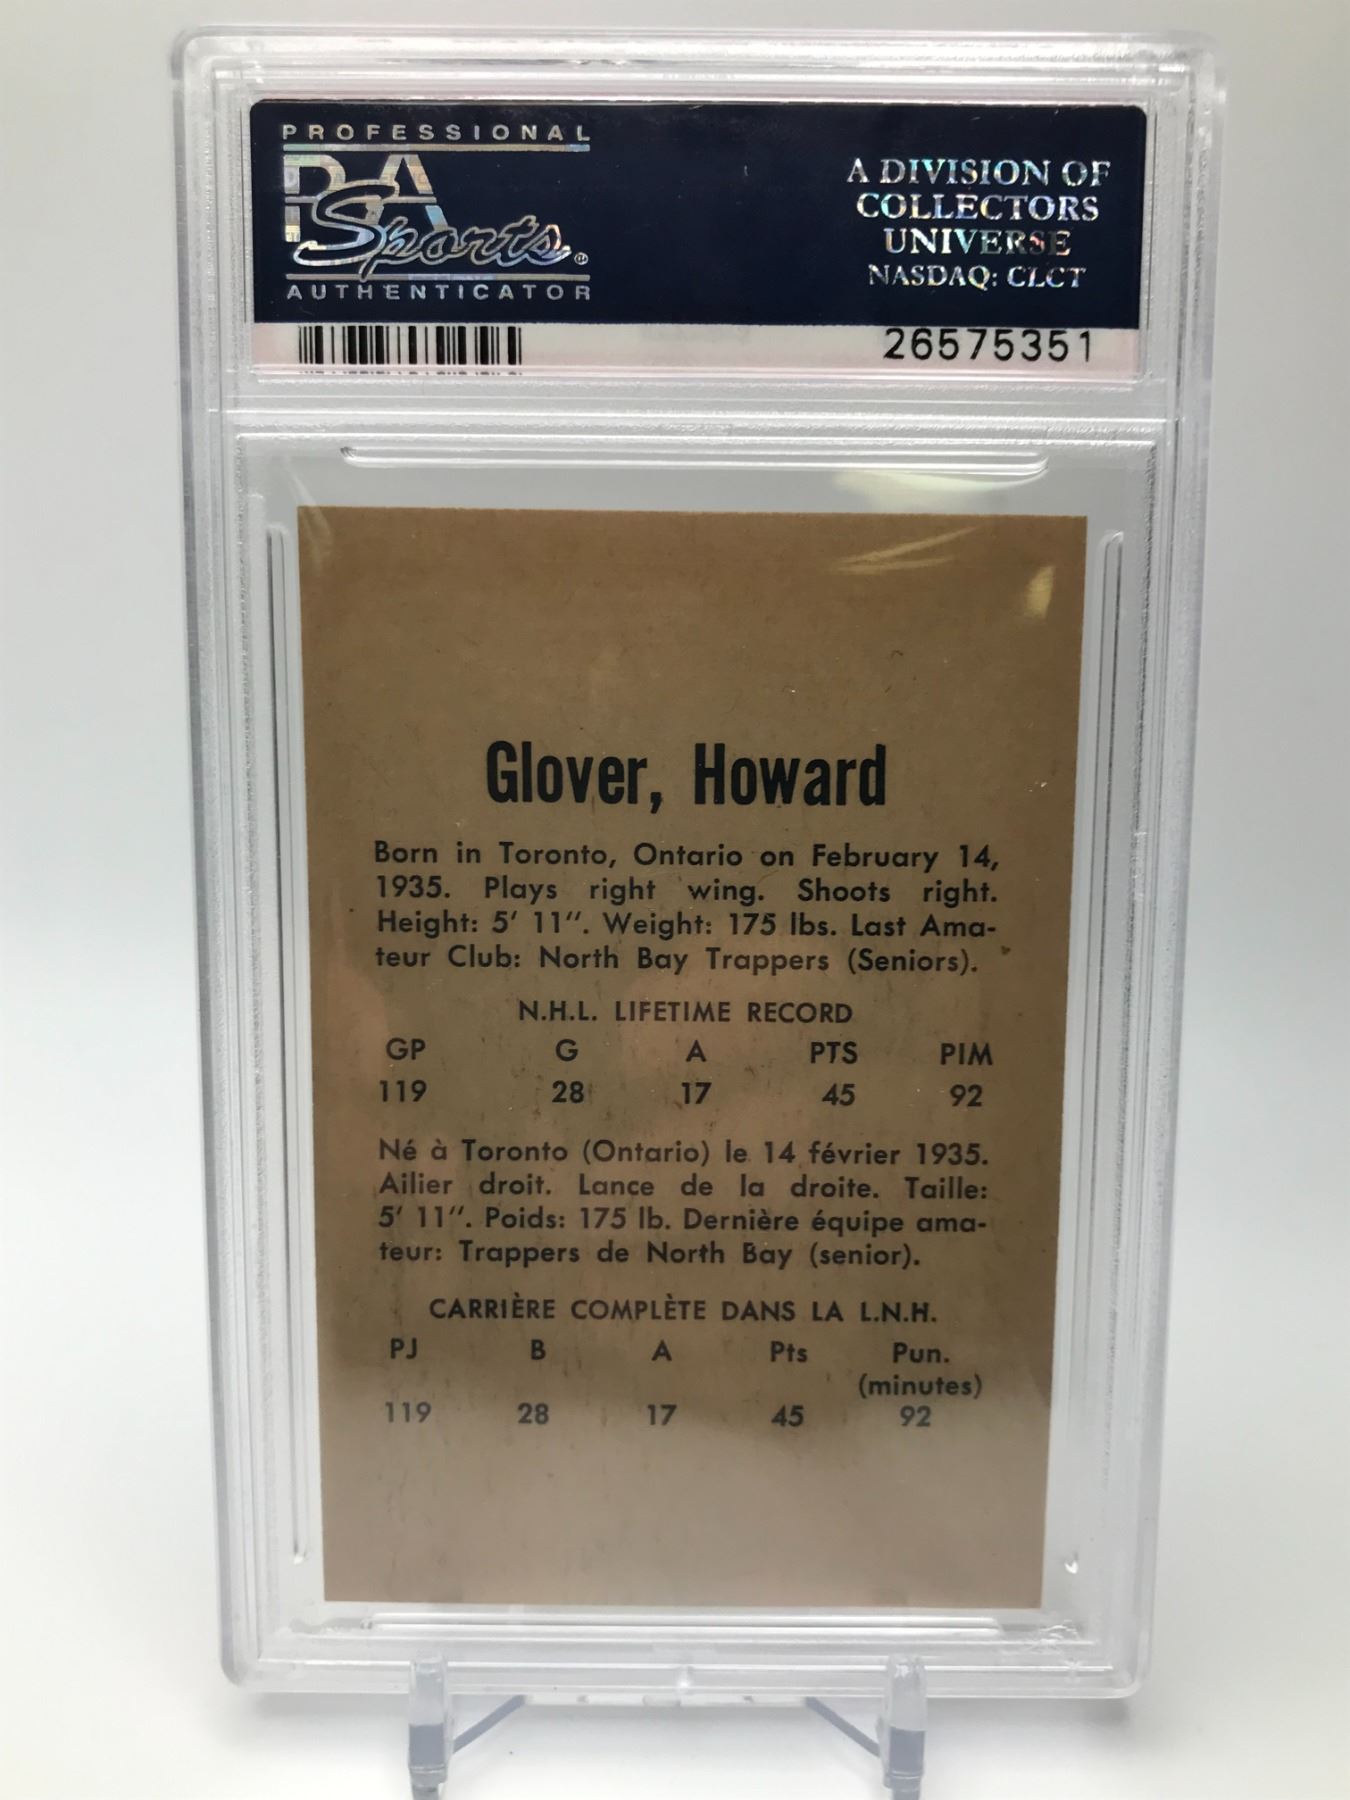 PROFESSIONAL
PSA
Sports®
AUTHENTICATOR
A DIVISION OF
COLLECTORS
UNIVERSE
NASDAQ: CLCT
26575351
Glover, Howard
Born in Toronto, Ontario on February 14,
1935. Plays right wing. Shoots right.
Height: 5′ 11″. Weight: 175 lbs. Last Ama-
teur Club: North Bay Trappers (Seniors).
N.H.L. LIFETIME RECORD
GP G A PTS PIM
119 28 17 45 92
Né à Toronto (Ontario) le 14 février 1935.
Ailier droit. Lance de la droite. Taille:
5′ 11″. Poids: 175 lb. Dernière équipe ama-
teur: Trappers de North Bay (senior).
CARRIÈRE COMPLÈTE DANS LA L.N.H.
PJ B A Pts Pun.
(minutes)
119 28 17 45 92